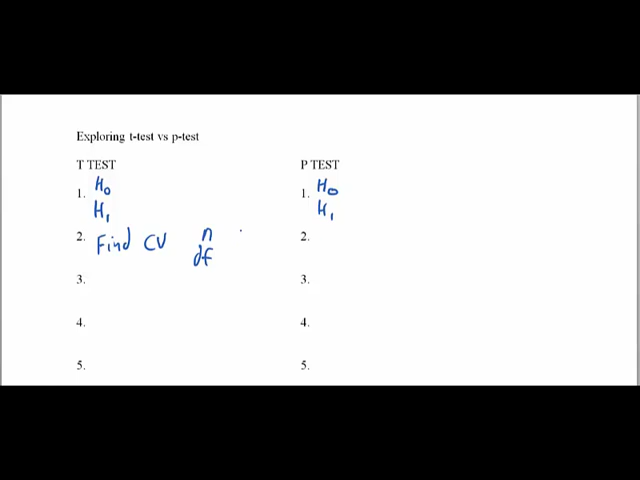 Exploring t-test vs p-test
T TEST
1. H₀
H₁
2. Find CV n
df
3.
4.
5.
P TEST
1. H₀
H₁
2.
3.
4.
5.